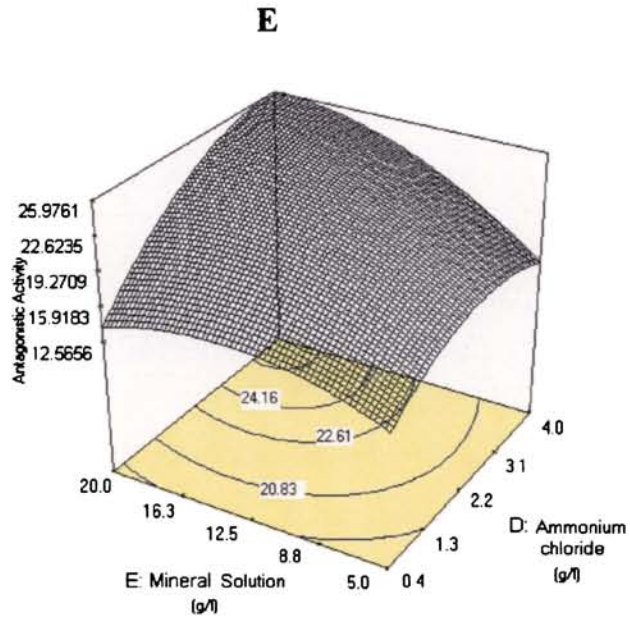 E
25.9761
22.6235
19.2709
15.9183
12.5656
Antagonistic Activity
24.16
22.61
20.83
20.0
16.3
12.5
8.8
5.0
0.4
1.3
2.2
3.1
4.0
E: Mineral Solution
(g/l)
D: Ammonium
chloride
(g/l)